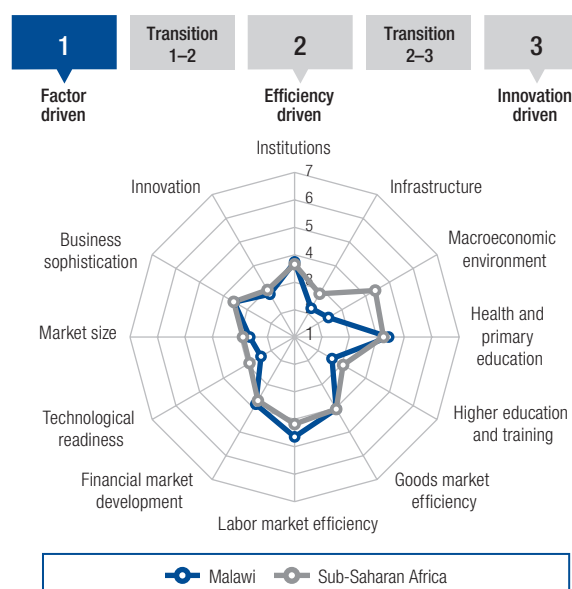 1
Transition
1–2
2
Transition
2–3
3
Factor
driven
Efficiency
driven
Innovation
driven
Institutions
7
6
5
4
3
1
Innovation
Infrastructure
Business
sophistication
Macroeconomic
environment
Market size
Health and
primary
education
Technological
readiness
Higher education
and training
Financial market
development
Goods market
efficiency
Labor market efficiency
Malawi
Sub-Saharan Africa